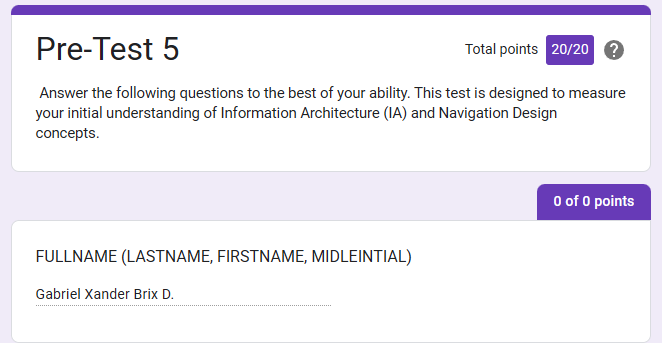 Pre-Test 5
Total points 20/20 ?
Answer the following questions to the best of your ability. This test is designed to measure
your initial understanding of Information Architecture (IA) and Navigation Design
concepts.
0 of 0 points
FULLNAME (LASTNAME, FIRSTNAME, MIDLEINTIAL)
Gabriel Xander Brix D.